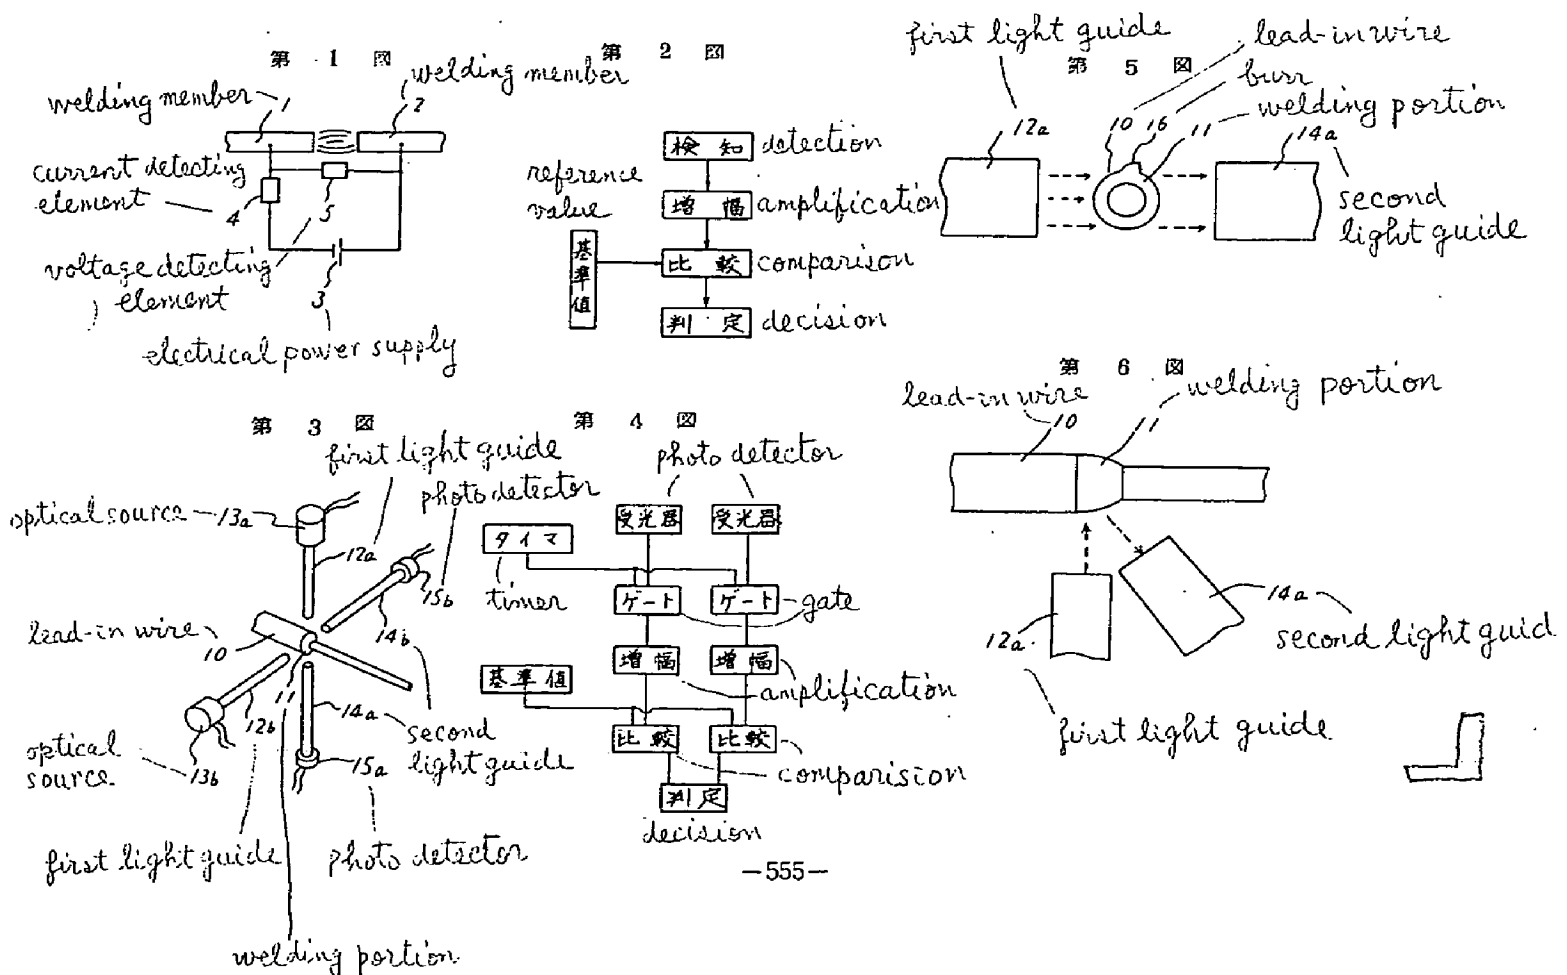 第 1 図
welding member
1
welding member
2
current detecting
element
4
5
voltage detecting
element
3
electrical power supply
第 2 図
検知
detection
reference
value
増幅
amplification
基準値
比較
comparison
判定
decision
第 5 図
first light guide
lead-in wire
burr
welding portion
12a
10
16
11
14a
second
light guide
第 3 図
first light guide
photo detector
optical source
13a
12a
15b
14b
lead-in wire
10
11
12b
14a
second
light guide
optical
source
13b
15a
first light guide
photo detector
welding portion
第 4 図
photo detector
受光器
受光器
タイマ
timer
ゲート
ゲート
gate
増幅
増幅
amplification
基準値
比較
比較
comparision
判定
decision
第 6 図
lead-in wire
welding portion
10
11
12a
14a
second light guid
first light guide
—555—